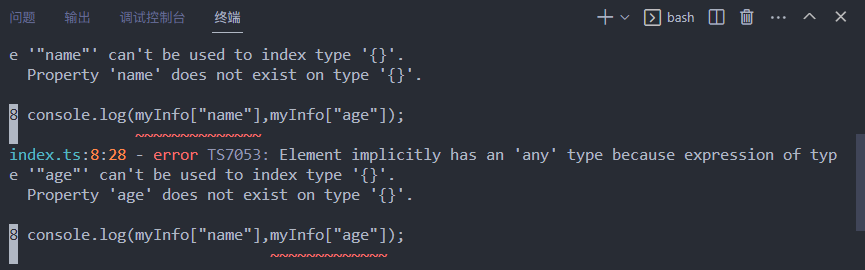 问题 输出 调试控制台 终端 bash
e '"name"' can't be used to index type '{}'.
Property 'name' does not exist on type '{}'.
8 console.log(myInfo["name"],myInfo["age"]);
~~~~~~~~~~~~~~
index.ts:8:28 - error TS7053: Element implicitly has an 'any' type because expression of typ
e '"age"' can't be used to index type '{}'.
Property 'age' does not exist on type '{}'.
8 console.log(myInfo["name"],myInfo["age"]);
~~~~~~~~~~~~~